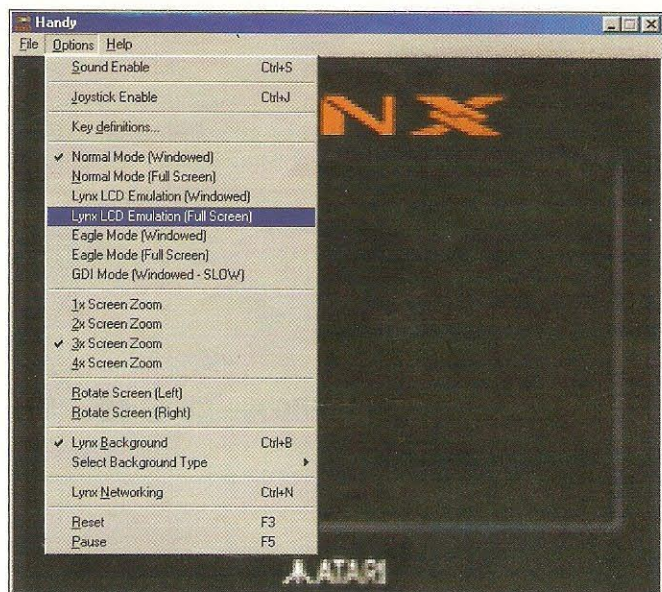 Handy
File Options Help
Sound Enable Ctrl+S
Joystick Enable Ctrl+J
Key definitions...
Normal Mode (Windowed)
Normal Mode (Full Screen)
Lynx LCD Emulation (Windowed)
Lynx LCD Emulation (Full Screen)
Eagle Mode (Windowed)
Eagle Mode (Full Screen)
GDI Mode (Windowed - SLOW)
1x Screen Zoom
2x Screen Zoom
3x Screen Zoom
4x Screen Zoom
Rotate Screen (Left)
Rotate Screen (Right)
Lynx Background Ctrl+B
Select Background Type
Lynx Networking Ctrl+N
Reset F3
Pause F5
NX
ATARI